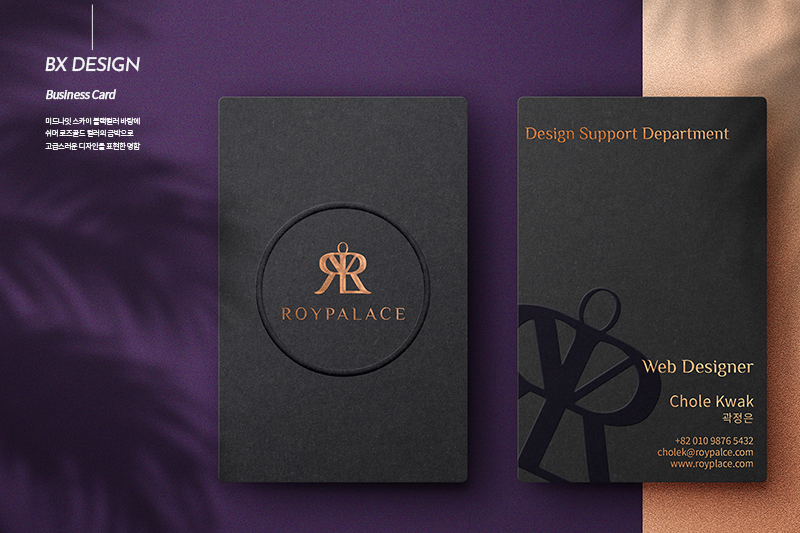 BX DESIGN
Business Card
미드나잇 스카이 블랙컬러 바탕에
쉬머 로즈골드 컬러의 금박으로
고급스러운 디자인을 표현한 명함
ROYPALACE
Design Support Department
Web Designer
Chole Kwak
곽정은
+82 010 9876 5432
cholek@roypalce.com
www.royplace.com